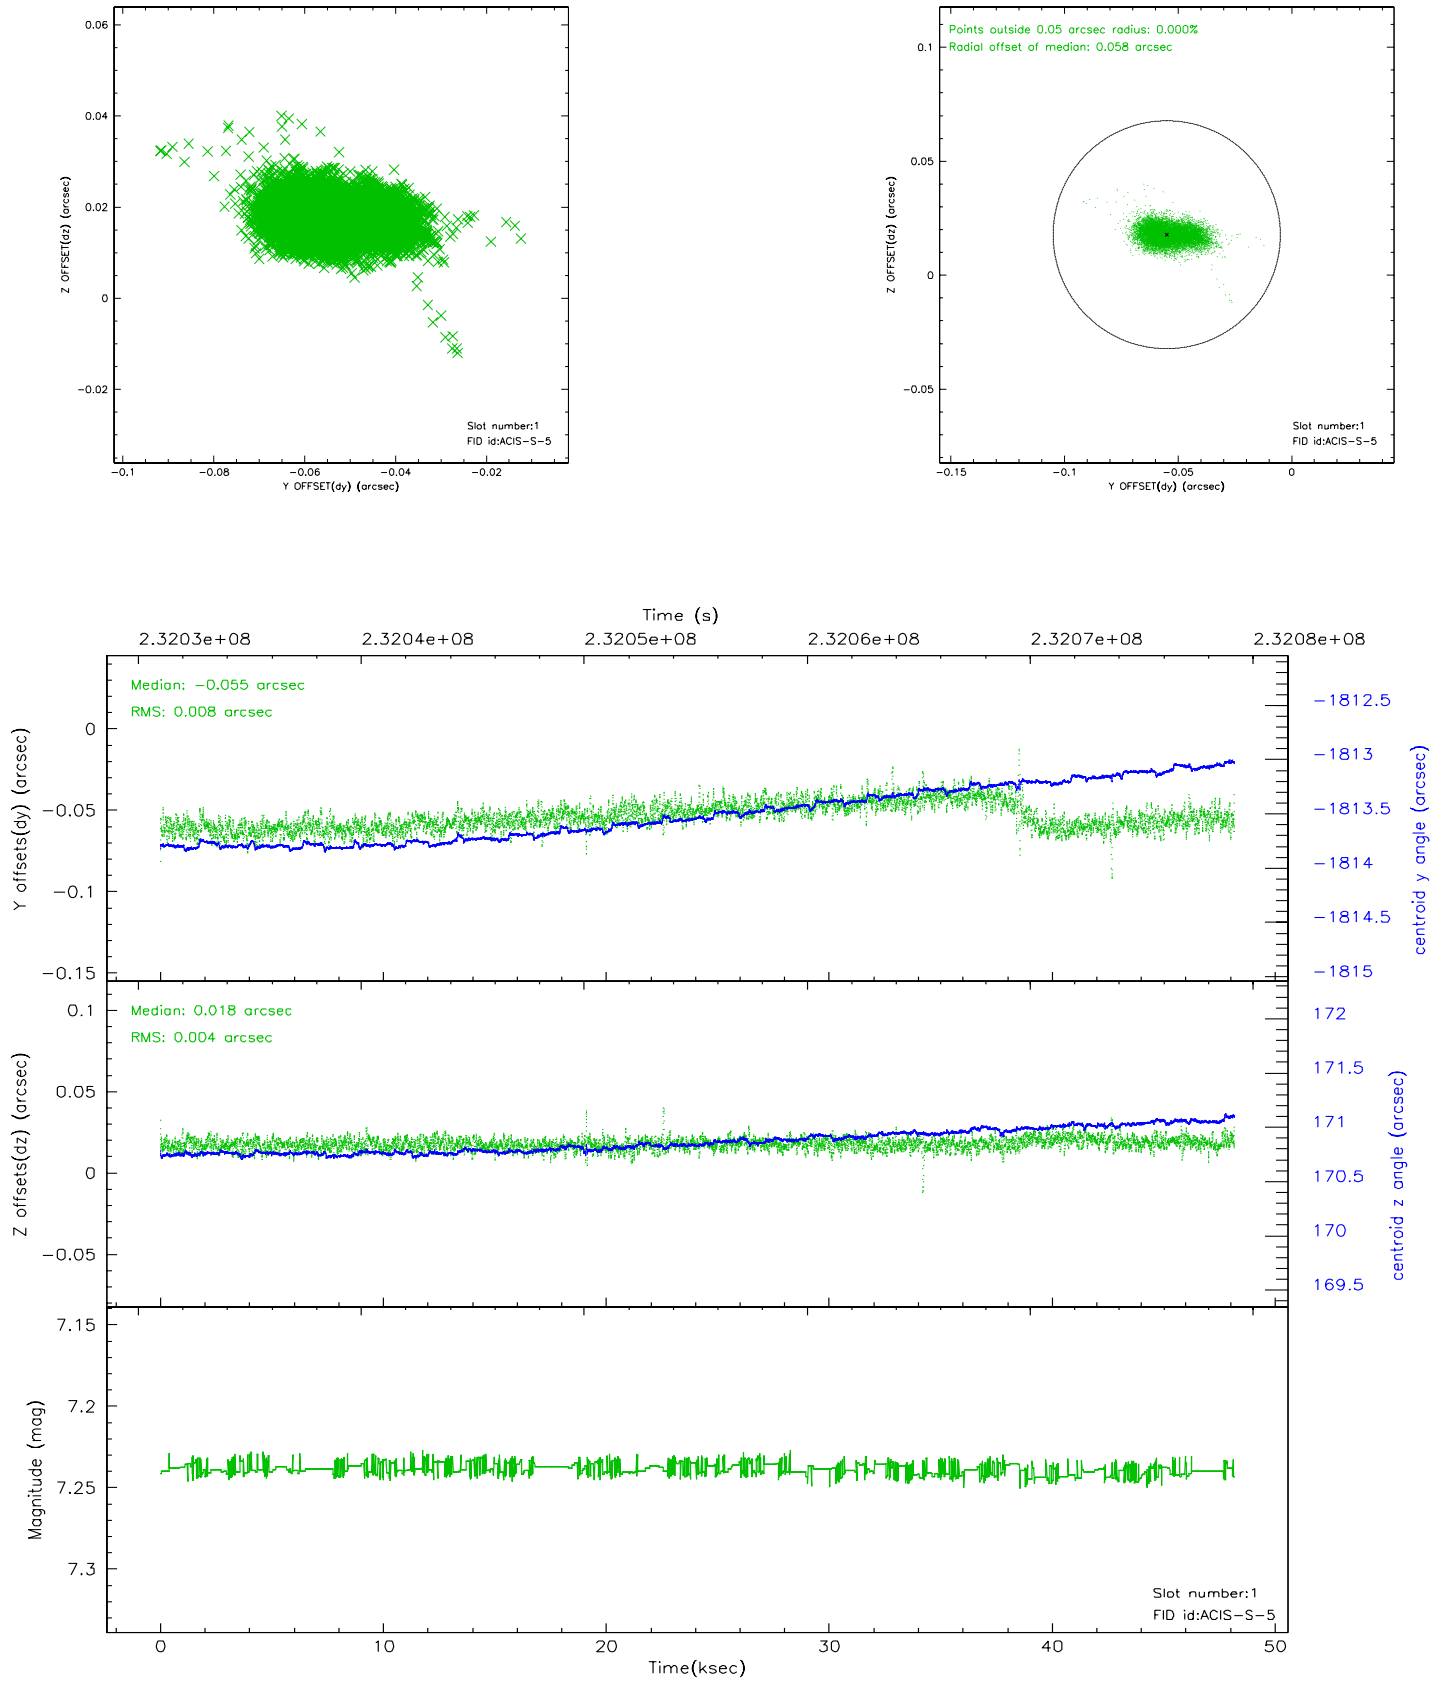 0.06
0.04
0.02
0
-0.02
Z OFFSET(dz) (arcsec)
Slot number:1
FID id:ACIS-S-5
-0.1 -0.08 -0.06 -0.04 -0.02
Y OFFSET(dy) (arcsec)
Points outside 0.05 arcsec radius: 0.000%
Radial offset of median: 0.058 arcsec
0.1
0.05
0
-0.05
Z OFFSET(dz) (arcsec)
Slot number:1
FID id:ACIS-S-5
-0.15 -0.1 -0.05 0
Y OFFSET(dy) (arcsec)
Time (s)
2.3203e+08 2.3204e+08 2.3205e+08 2.3206e+08 2.3207e+08 2.3208e+08
Median: -0.055 arcsec
RMS: 0.008 arcsec
0
-0.05
-0.1
-0.15
Y offsets(dy) (arcsec)
-1812.5
-1813
-1813.5
-1814
-1814.5
-1815
centroid y angle (arcsec)
Median: 0.018 arcsec
RMS: 0.004 arcsec
0.1
0.05
0
-0.05
Z offsets(dz) (arcsec)
172
171.5
171
170.5
170
169.5
centroid z angle (arcsec)
7.15
7.2
7.25
7.3
Magnitude (mag)
Slot number:1
FID id:ACIS-S-5
0 10 20 30 40 50
Time(ksec)